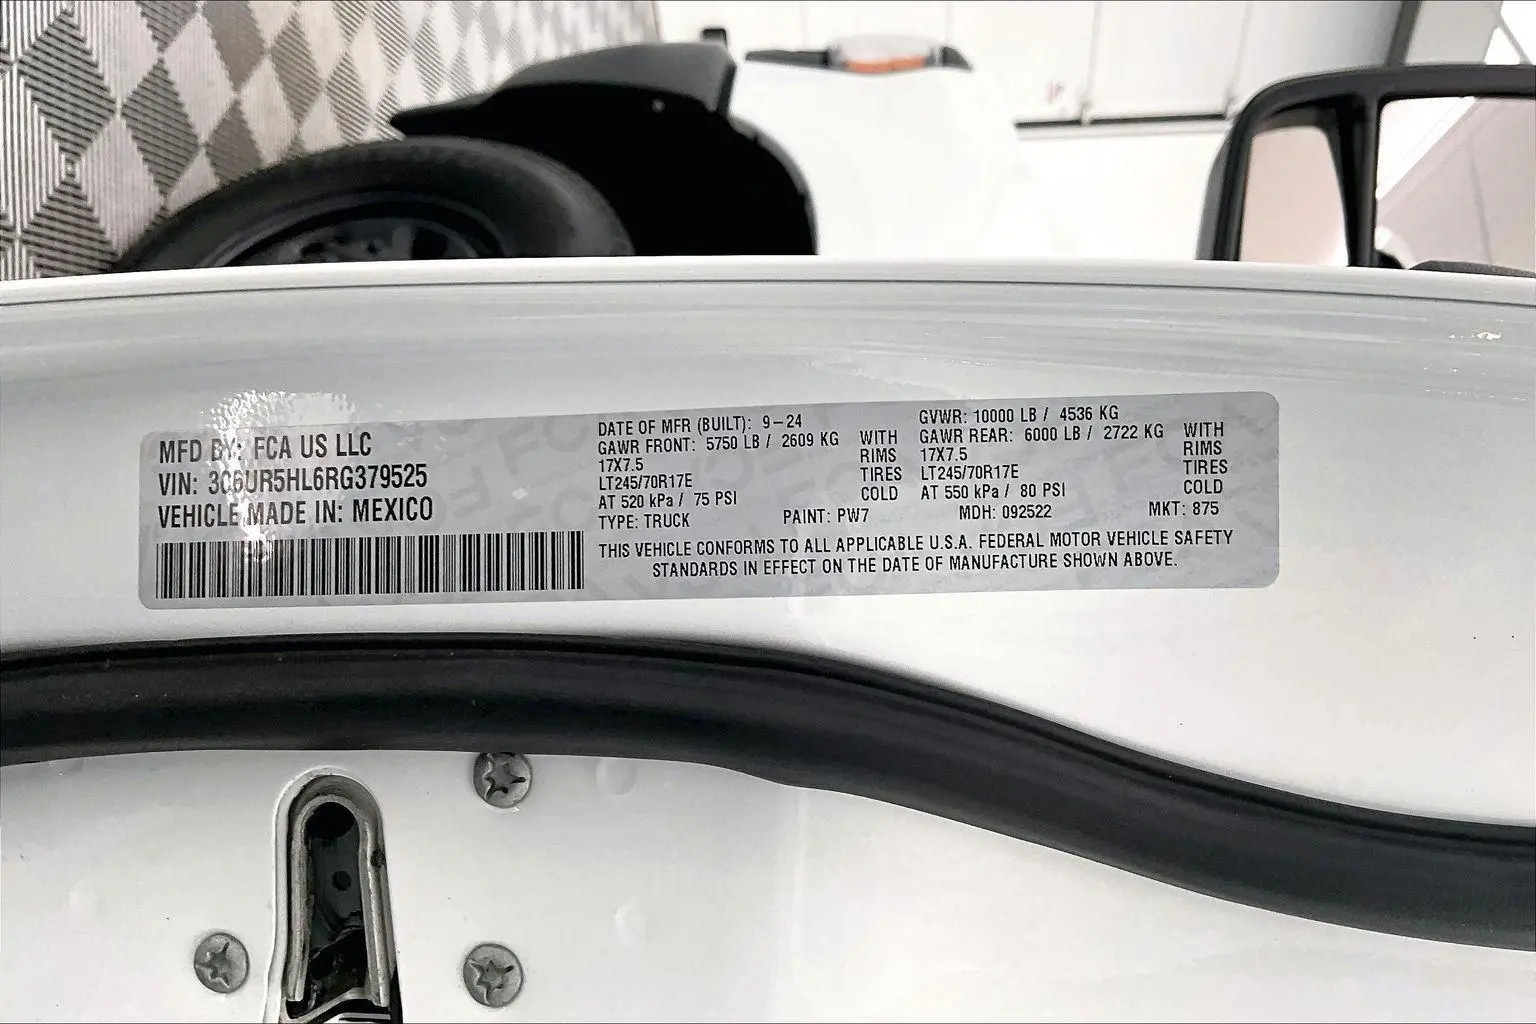 MFD BY: FCA US LLC
VIN: 3C6UR5HL6RG379525
VEHICLE MADE IN: MEXICO
DATE OF MFR (BUILT): 9-24
GAWR FRONT: 5750 LB / 2609 KG WITH
17X7.5 RIMS
LT245/70R17E TIRES
AT 520 kPa / 75 PSI COLD
GVWR: 10000 LB / 4536 KG
GAWR REAR: 6000 LB / 2722 KG WITH
17X7.5 RIMS
LT245/70R17E TIRES
AT 550 kPa / 80 PSI COLD
TYPE: TRUCK PAINT: PW7 MDH: 092522 MKT: 875
THIS VEHICLE CONFORMS TO ALL APPLICABLE U.S.A. FEDERAL MOTOR VEHICLE SAFETY
STANDARDS IN EFFECT ON THE DATE OF MANUFACTURE SHOWN ABOVE.